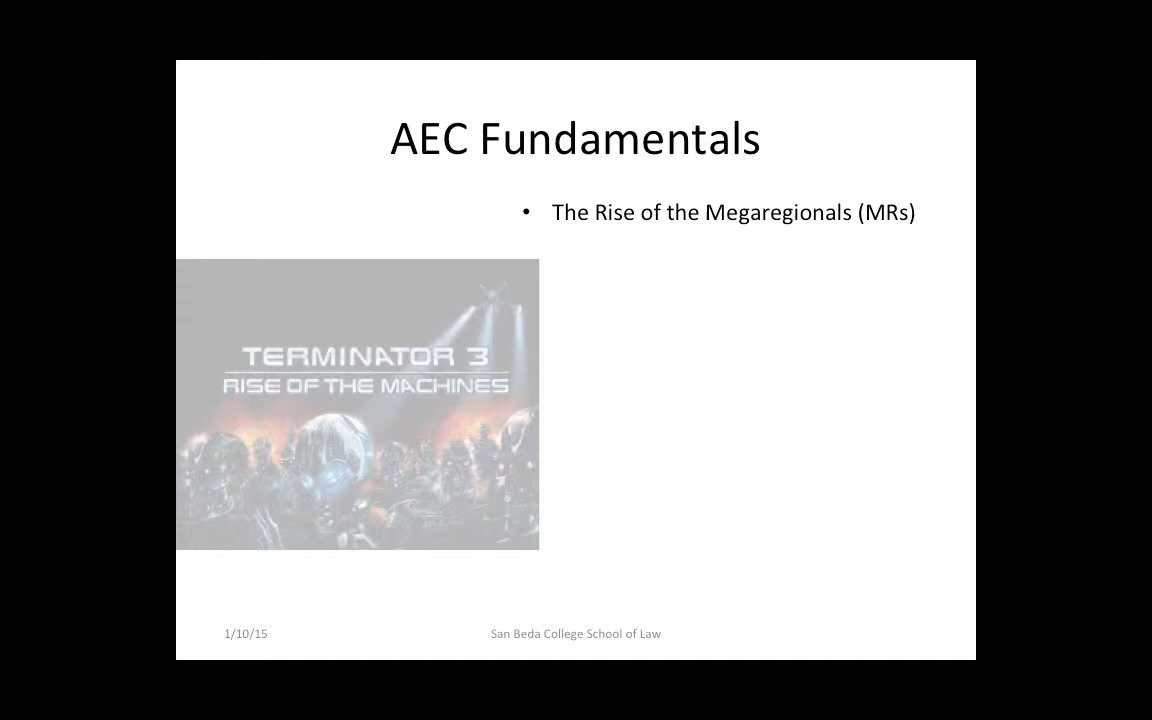 AEC Fundamentals
• The Rise of the Megaregionals (MRs)
TERMINATOR 3
RISE OF THE MACHINES
1/10/15
San Beda College School of Law